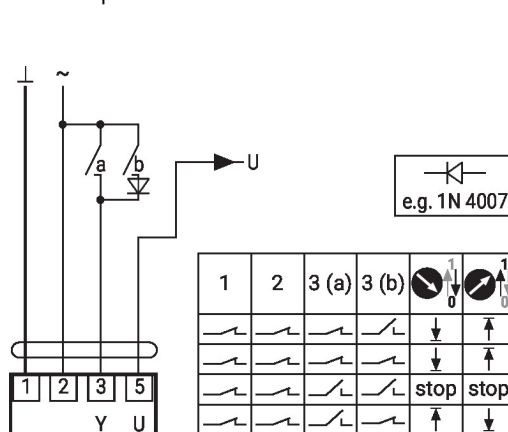 ⊥ ~
a b
U
e.g. 1N 4007
1 2 3 (a) 3 (b) 1 0 1 0
stop stop
1 2 3 5
Y U